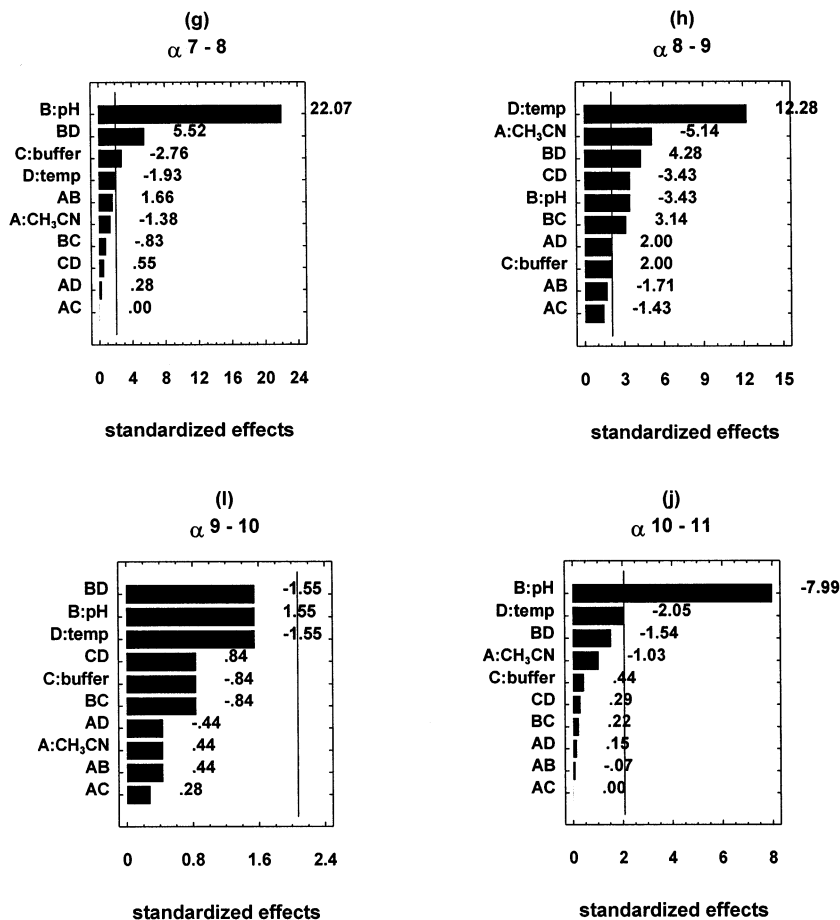 (g)
α 7 - 8
B:pH 22.07
BD 5.52
C:buffer -2.76
D:temp -1.93
AB 1.66
A:CH₃CN -1.38
BC -.83
CD .55
AD .28
AC .00
0 4 8 12 16 20 24
standardized effects
(h)
α 8 - 9
D:temp 12.28
A:CH₃CN -5.14
BD 4.28
CD -3.43
B:pH -3.43
BC 3.14
AD 2.00
C:buffer 2.00
AB -1.71
AC -1.43
0 3 6 9 12 15
standardized effects
(I)
α 9 - 10
BD -1.55
B:pH 1.55
D:temp -1.55
CD .84
C:buffer -.84
BC -.84
AD -.44
A:CH₃CN .44
AB .44
AC .28
0 0.8 1.6 2.4
standardized effects
(j)
α 10 - 11
B:pH -7.99
D:temp -2.05
BD -1.54
A:CH₃CN -1.03
C:buffer .44
CD .29
BC .22
AD .15
AB -.07
AC .00
0 2 4 6 8
standardized effects